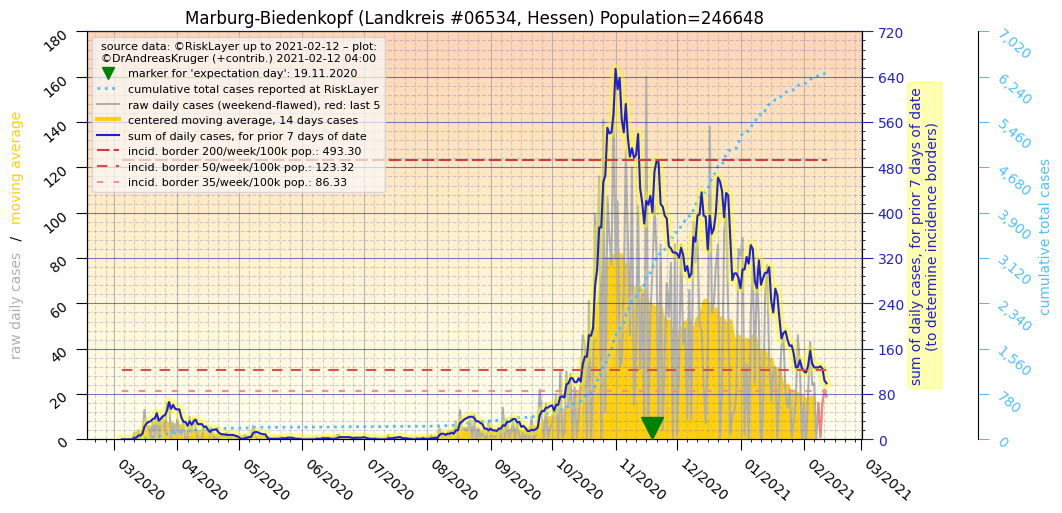 Marburg-Biedenkopf (Landkreis #06534, Hessen) Population=246648
source data: ©RiskLayer up to 2021-02-12 – plot:
©DrAndreasKruger (+contrib.) 2021-02-12 04:00
marker for 'expectation day': 19.11.2020
cumulative total cases reported at RiskLayer
raw daily cases (weekend-flawed), red: last 5
centered moving average, 14 days cases
sum of daily cases, for prior 7 days of date
incid. border 200/week/100k pop.: 493.30
incid. border 50/week/100k pop.: 123.32
incid. border 35/week/100k pop.: 86.33
raw daily cases / moving average
180
160
140
120
100
80
60
40
20
0
720
640
560
480
400
320
240
160
80
0
sum of daily cases, for prior 7 days of date
(to determine incidence borders)
7,020
6,240
5,460
4,680
3,900
3,120
2,340
1,560
780
0
cumulative total cases
03/2020
04/2020
05/2020
06/2020
07/2020
08/2020
09/2020
10/2020
11/2020
12/2020
01/2021
02/2021
03/2021